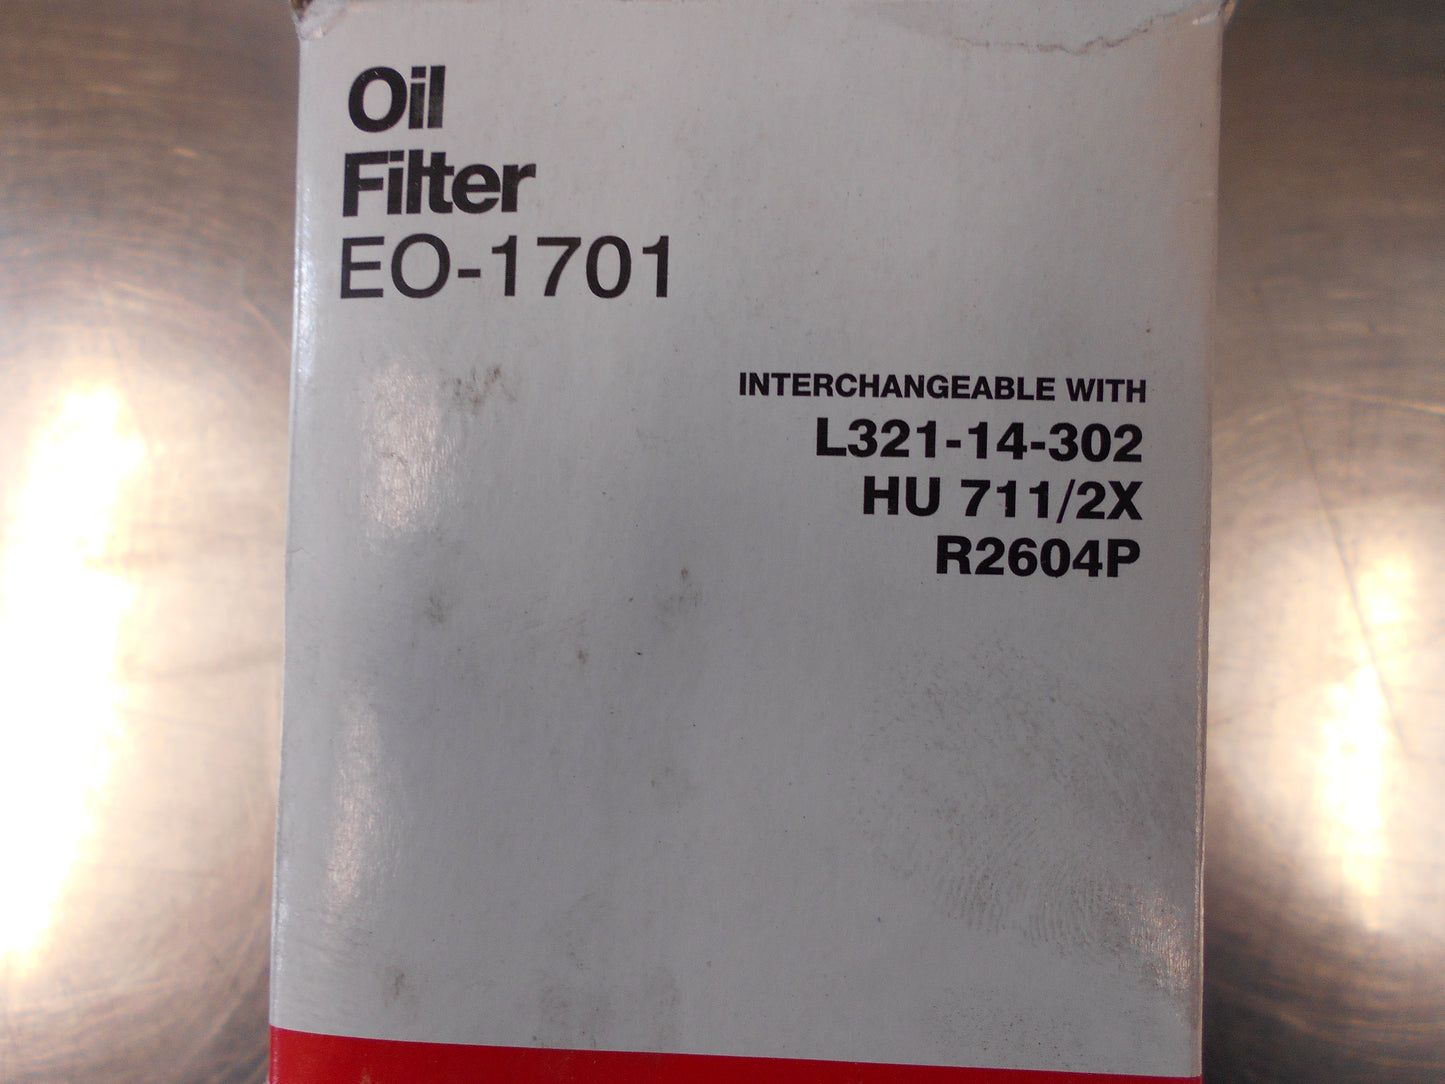 Oil
Filter
EO-1701
INTERCHANGEABLE WITH
L321-14-302
HU 711/2X
R2604P